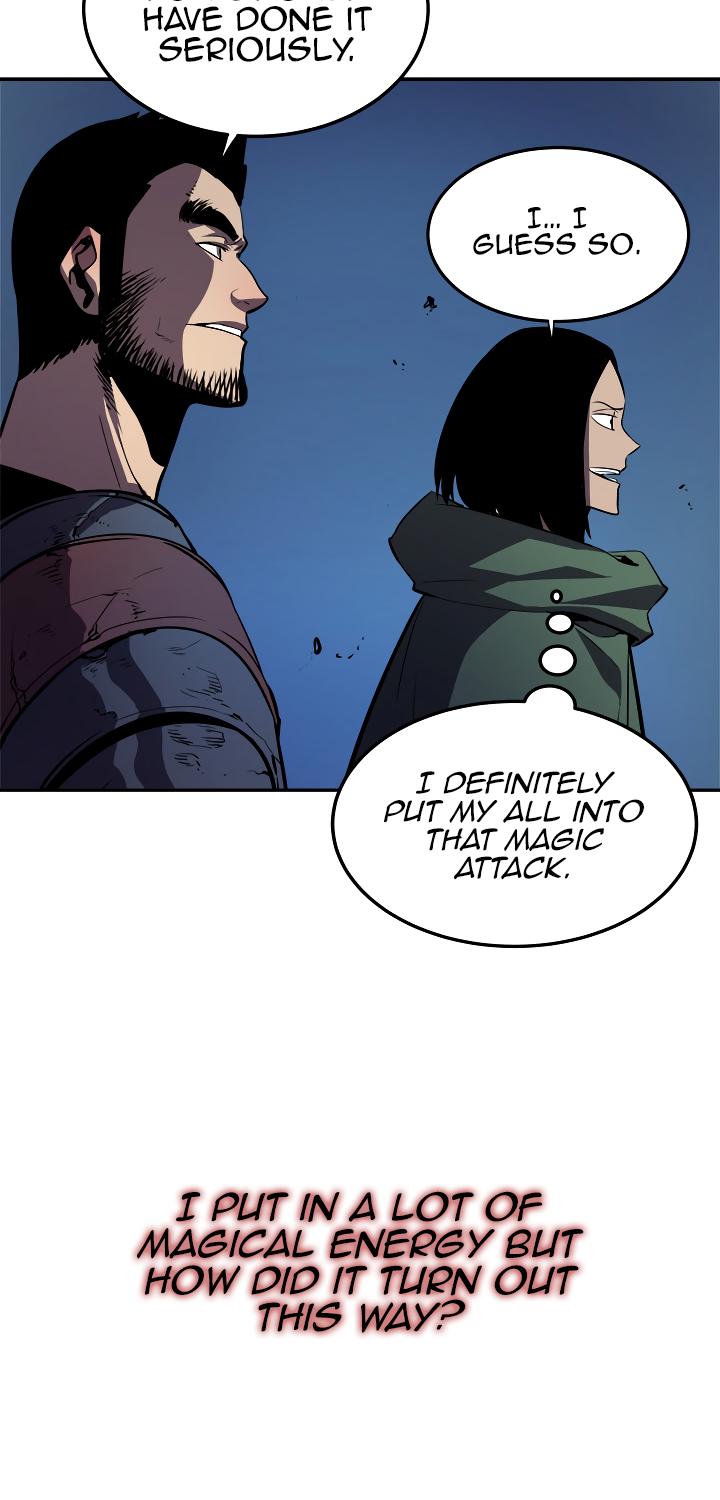 HAVE DONE IT
SERIOUSLY.
I... I
GUESS SO.
I DEFINITELY
PUT MY ALL INTO
THAT MAGIC
ATTACK.
I PUT IN A LOT OF
MAGICAL ENERGY BUT
HOW DID IT TURN OUT
THIS WAY?